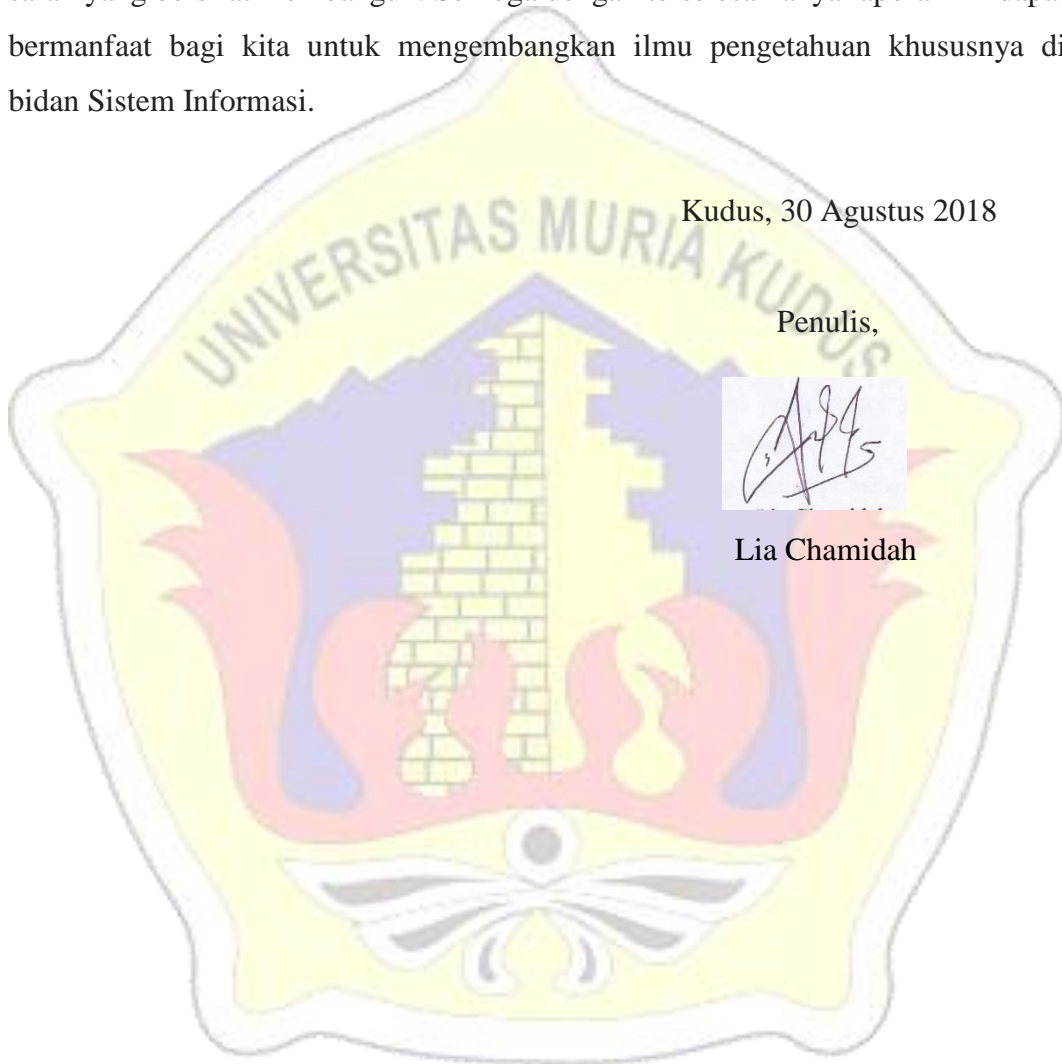 bermanfaat bagi kita untuk mengembangkan ilmu pengetahuan khususnya di
bidan Sistem Informasi.
Kudus, 30 Agustus 2018
UNIVERSITAS MURIA KUDUS
Penulis,
Lia Chamidah